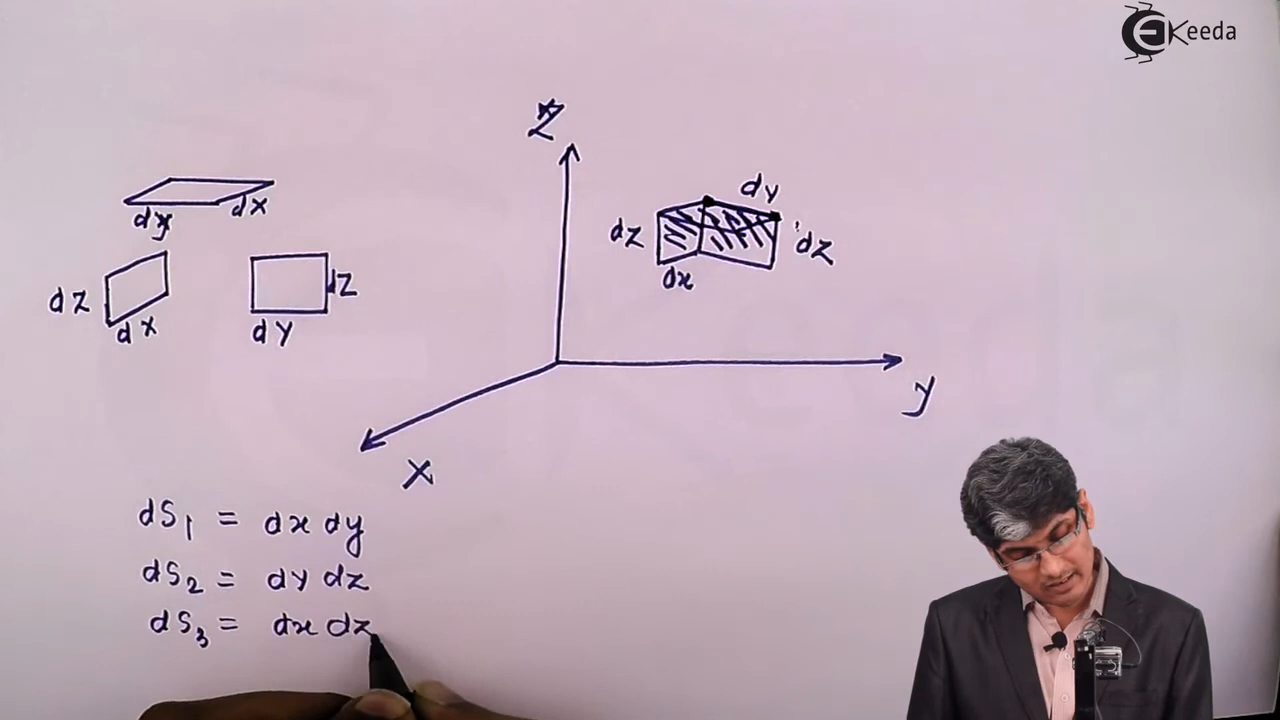 Keeda
Z
dy
dz
dz
dx
dy
dx
dz
dx
dy
dz
y
x
dS1 = dx dy
dS2 = dy dz
dS3 = dx dz